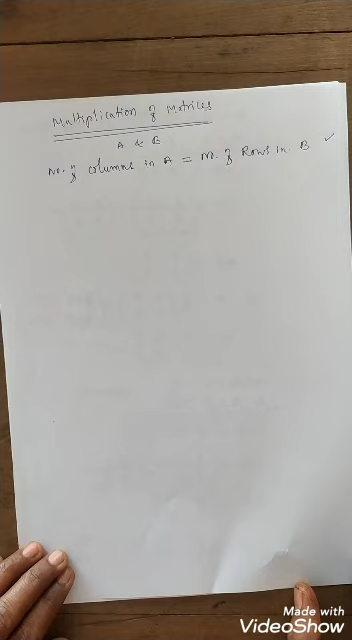 Multiplication of Matrices
A & B
No. of columns in A = No. of Rows in B ✓
Made with
VideoShow